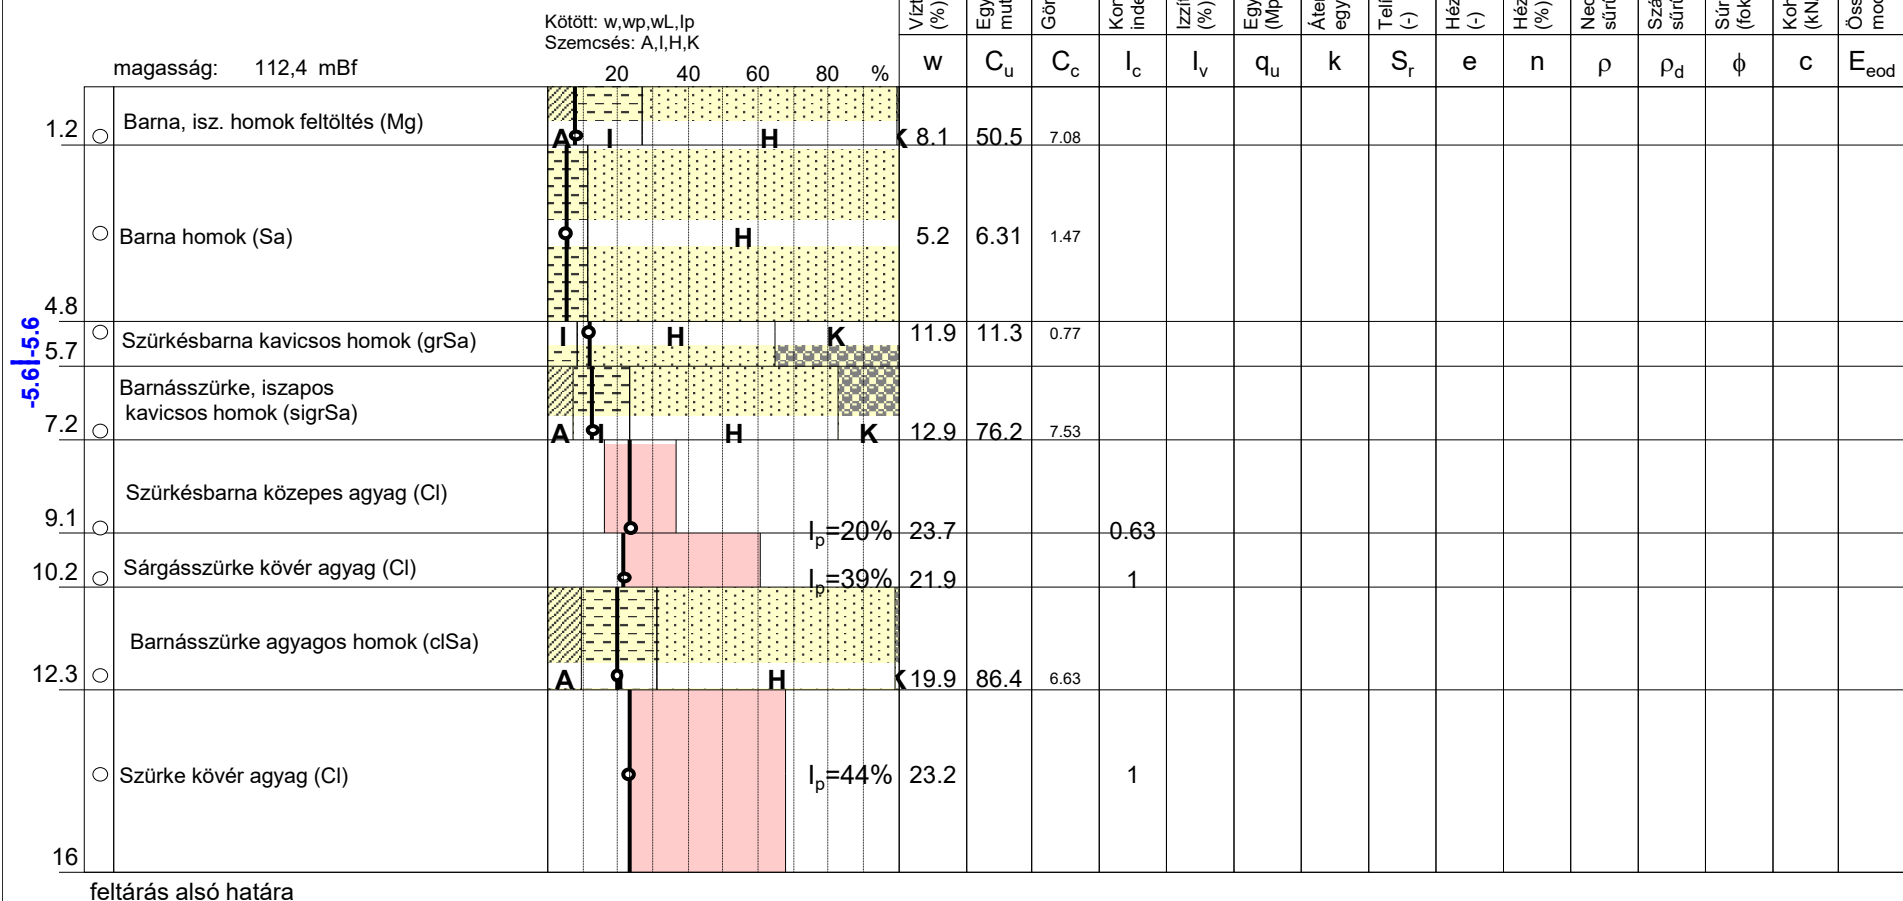 Kötött: w,wp,wL,Ip
Szemcsés: A,I,H,K
magasság: 112,4 mBf
20 40 60 80 %
(%)
(-)
(-)
(%)
w Cu Cc Ic Iv qu k Sr e n ρ ρd ϕ c Eoed
1.2 Barna, isz. homok feltöltés (Mg) A I H K 8.1 50.5 7.08
Barna homok (Sa) H 5.2 6.31 1.47
4.8
-5.6 -5.6
5.7 Szürkésbarna kavicsos homok (grSa) I H K 11.9 11.3 0.77
Barnásszürke, iszapos
kavicsos homok (sigrSa)
7.2 A I H K 12.9 76.2 7.53
Szürkésbarna közepes agyag (Cl)
9.1 Ip=20% 23.7 0.63
10.2 Sárgásszürke kövér agyag (Cl) Ip=39% 21.9 1
Barnásszürke agyagos homok (clSa)
12.3 A I H K 19.9 86.4 6.63
Szürke kövér agyag (Cl) Ip=44% 23.2 1
16
feltárás alsó határa